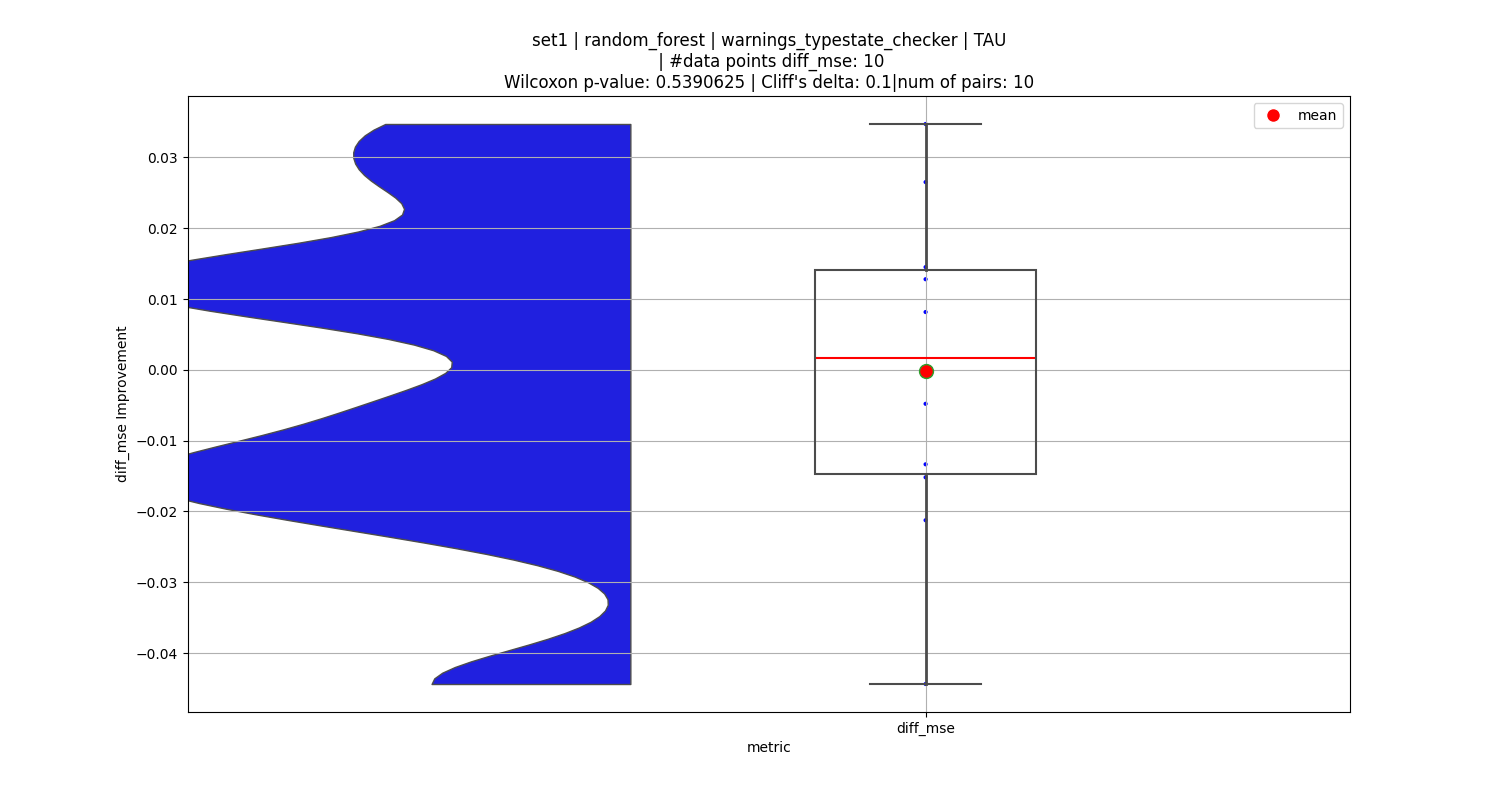 set1 | random_forest | warnings_typestate_checker | TAU
| #data points diff_mse: 10
Wilcoxon p-value: 0.5390625 | Cliff's delta: 0.1|num of pairs: 10
mean
0.03
0.02
0.01
0.00
−0.01
−0.02
−0.03
−0.04
diff_mse Improvement
diff_mse
metric